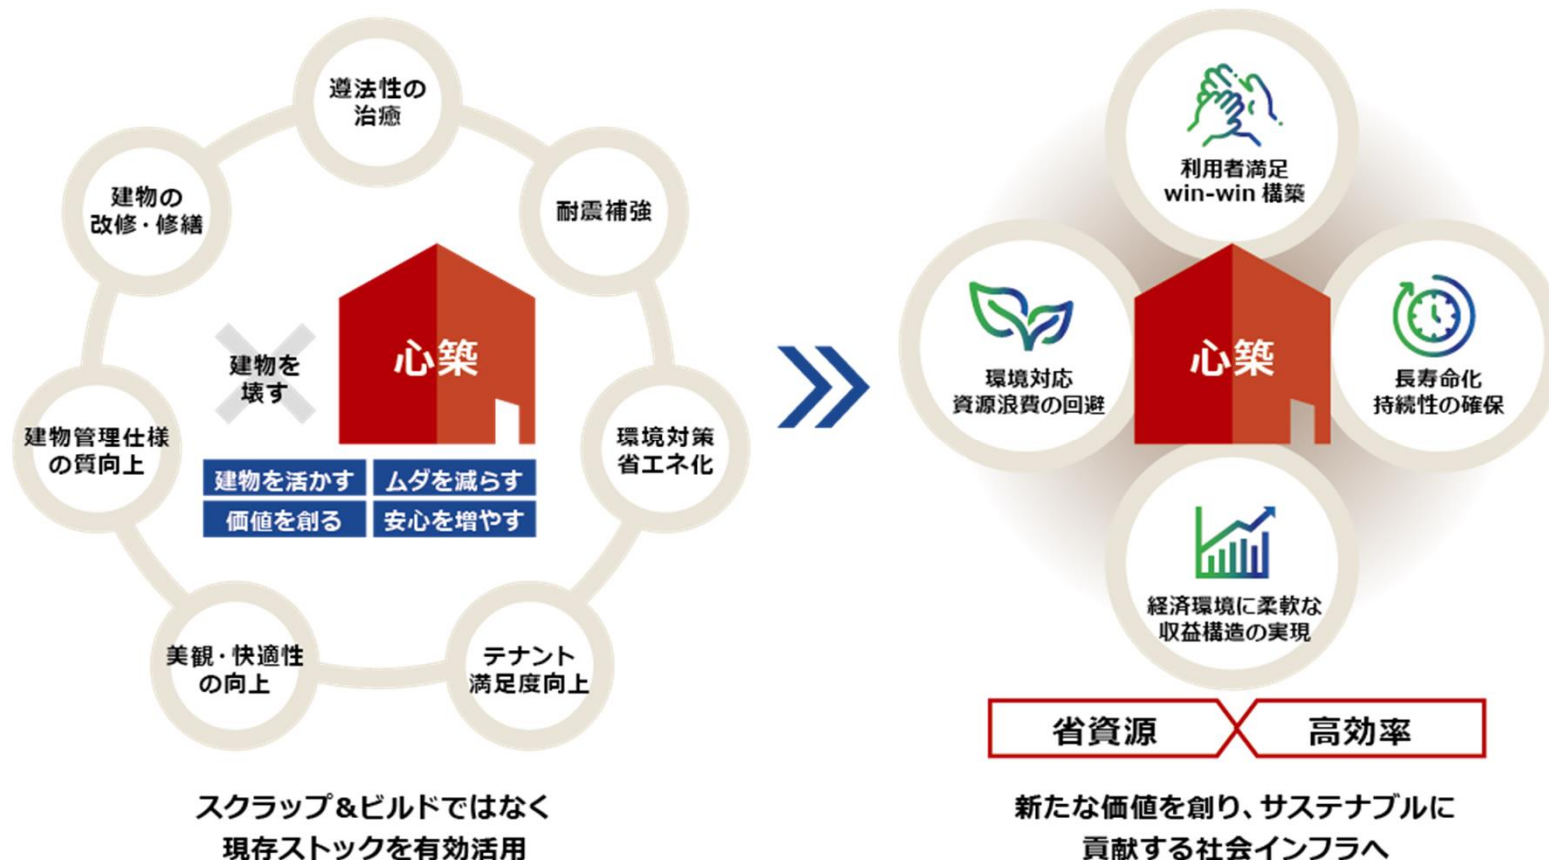 遵法性の
治癒
建物の
改修・修繕
耐震補強
建物を
壊す
心築
建物管理仕様
の質向上
環境対策
省エネ化
建物を活かす
ムダを減らす
価値を創る
安心を増やす
美観・快適性
の向上
テナント
満足度向上
スクラップ&ビルドではなく
現存ストックを有効活用
利用者満足
win-win 構築
環境対応
資源浪費の回避
心築
長寿命化
持続性の確保
経済環境に柔軟な
収益構造の実現
省資源
高効率
新たな価値を創り、サステナブルに
貢献する社会インフラへ